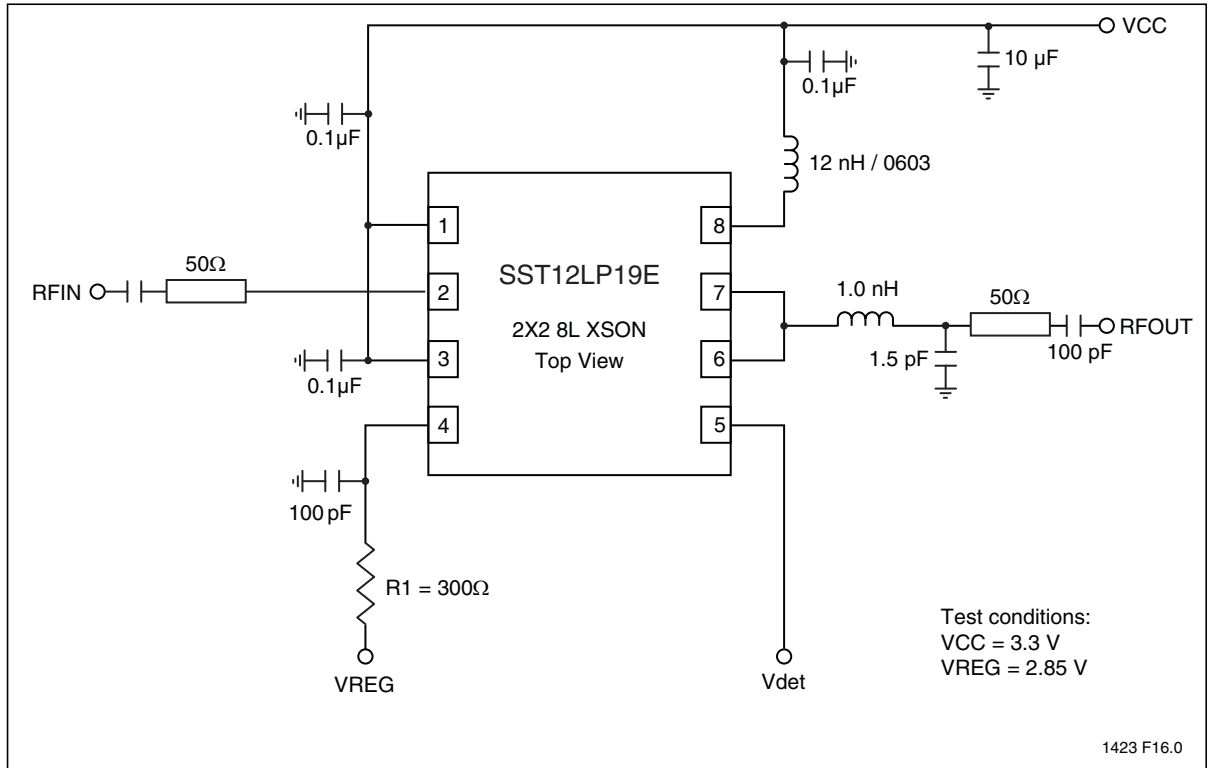 VCC
10 µF
0.1µF
0.1µF
12 nH / 0603
1
8
50Ω
SST12LP19E
RFIN
2
7
1.0 nH
50Ω
2X2 8L XSON
RFOUT
Top View
3
6
1.5 pF
100 pF
0.1µF
4
5
100 pF
R1 = 300Ω
Test conditions:
VCC = 3.3 V
VREG = 2.85 V
VREG
Vdet
1423 F16.0